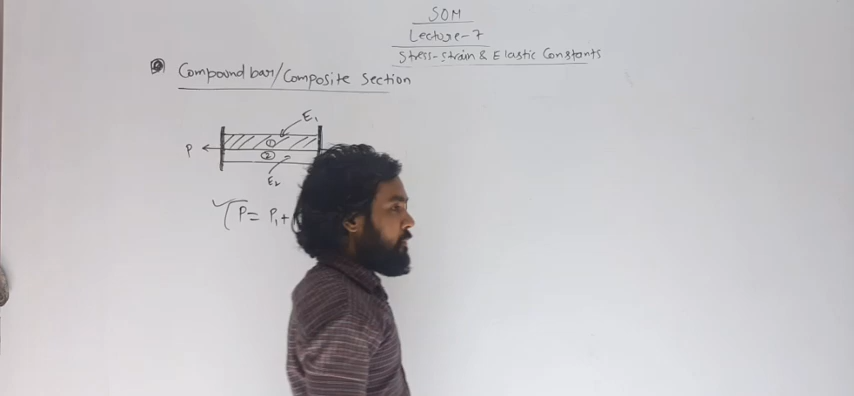 SOM
Lecture-7
Stress-strain & Elastic Constants
Compound bar/Composite Section
E₁
①
P
②
E₂
P = P₁+